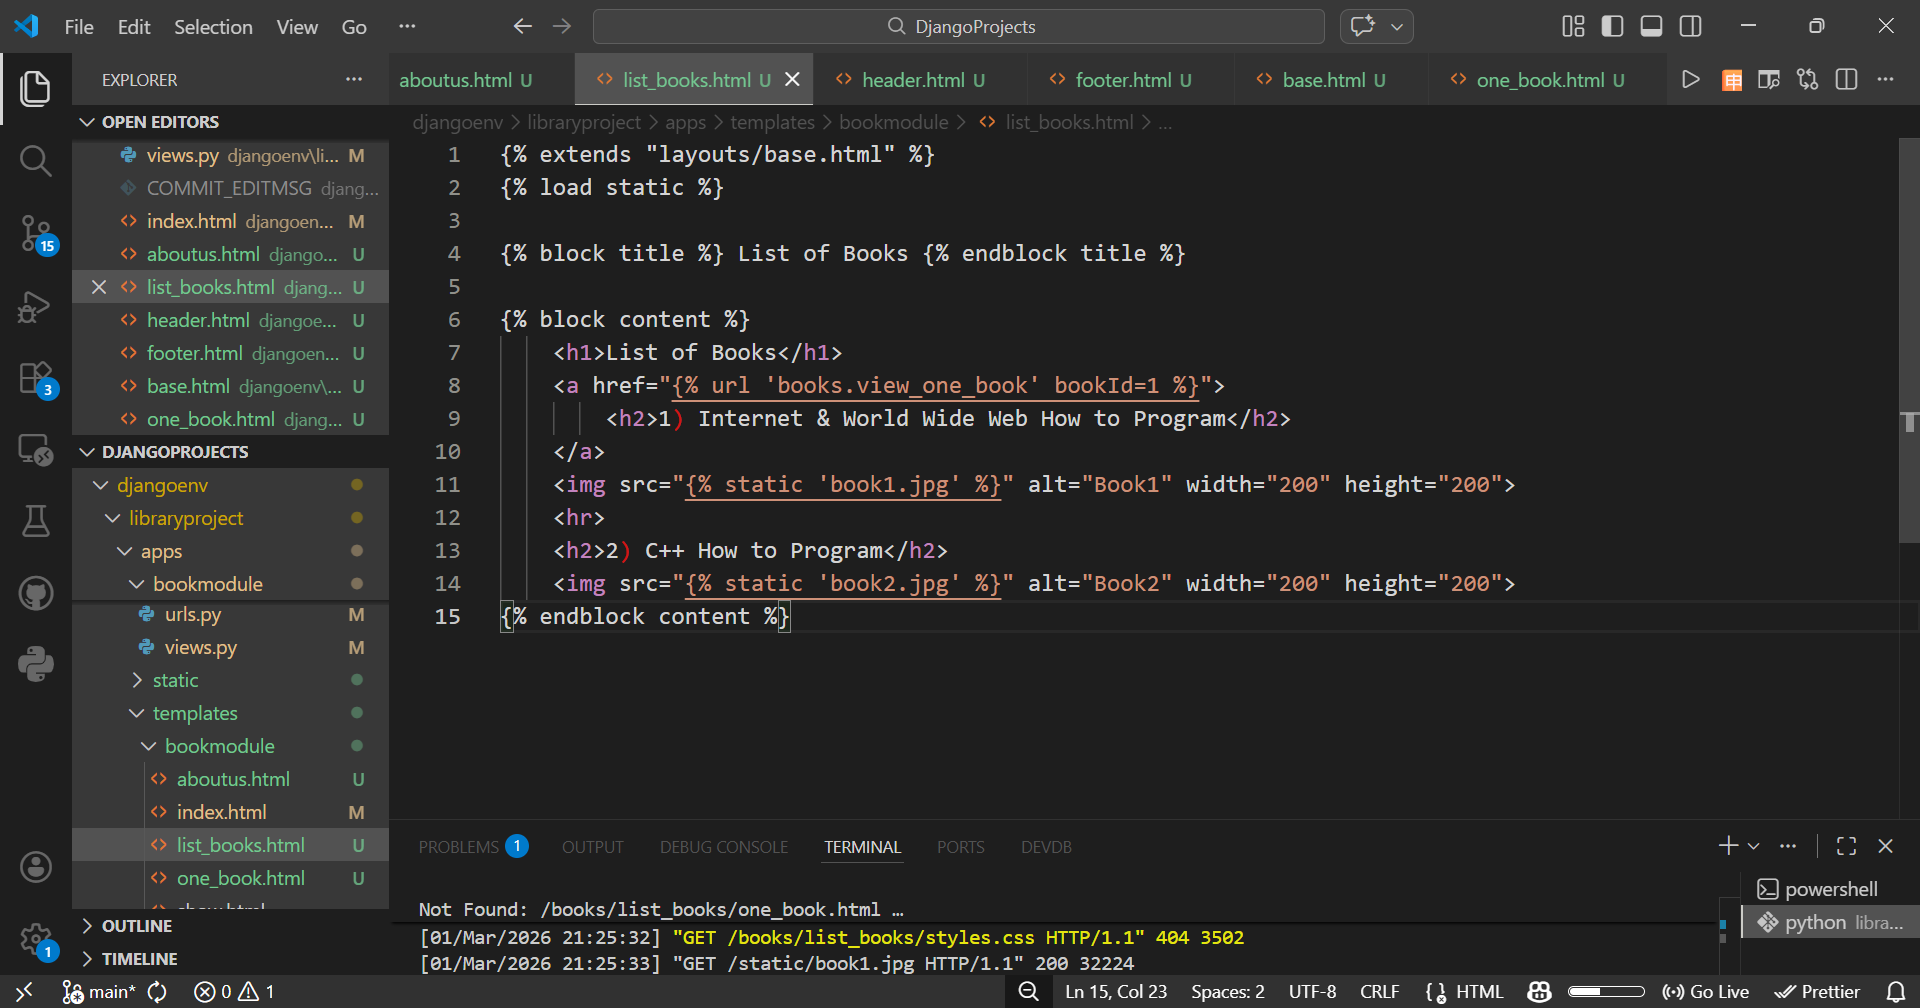 File Edit Selection View Go ··· DjangoProjects
EXPLORER ···
aboutus.html U list_books.html U header.html U footer.html U base.html U one_book.html U ···
OPEN EDITORS
views.py djangoenv\li... M
COMMIT_EDITMSG djang...
index.html djangoen... M
aboutus.html django... U
list_books.html djang... U
header.html djangoe... U
footer.html djangoen... U
base.html djangoenv\... U
one_book.html djang... U
DJANGOPROJECTS
djangoenv
libraryproject
apps
bookmodule
urls.py M
views.py M
static
templates
bookmodule
aboutus.html U
index.html M
list_books.html U
one_book.html U
OUTLINE
TIMELINE
15
3
1
djangoenv > libraryproject > apps > templates > bookmodule > list_books.html > ...
1 {% extends "layouts/base.html" %}
2 {% load static %}
3
4 {% block title %} List of Books {% endblock title %}
5
6 {% block content %}
7 <h1>List of Books</h1>
8 <a href="{% url 'books.view_one_book' bookId=1 %}">
9 <h2>1) Internet & World Wide Web How to Program</h2>
10 </a>
11 <img src="{% static 'book1.jpg' %}" alt="Book1" width="200" height="200">
12 <hr>
13 <h2>2) C++ How to Program</h2>
14 <img src="{% static 'book2.jpg' %}" alt="Book2" width="200" height="200">
15 {% endblock content %}
PROBLEMS 1 OUTPUT DEBUG CONSOLE TERMINAL PORTS DEVDB ···
Not Found: /books/list_books/one_book.html …
[01/Mar/2026 21:25:32] "GET /books/list_books/styles.css HTTP/1.1" 404 3502
[01/Mar/2026 21:25:33] "GET /static/book1.jpg HTTP/1.1" 200 32224
powershell
python libra...
main* 0 1 Ln 15, Col 23 Spaces: 2 UTF-8 CRLF HTML Go Live Prettier